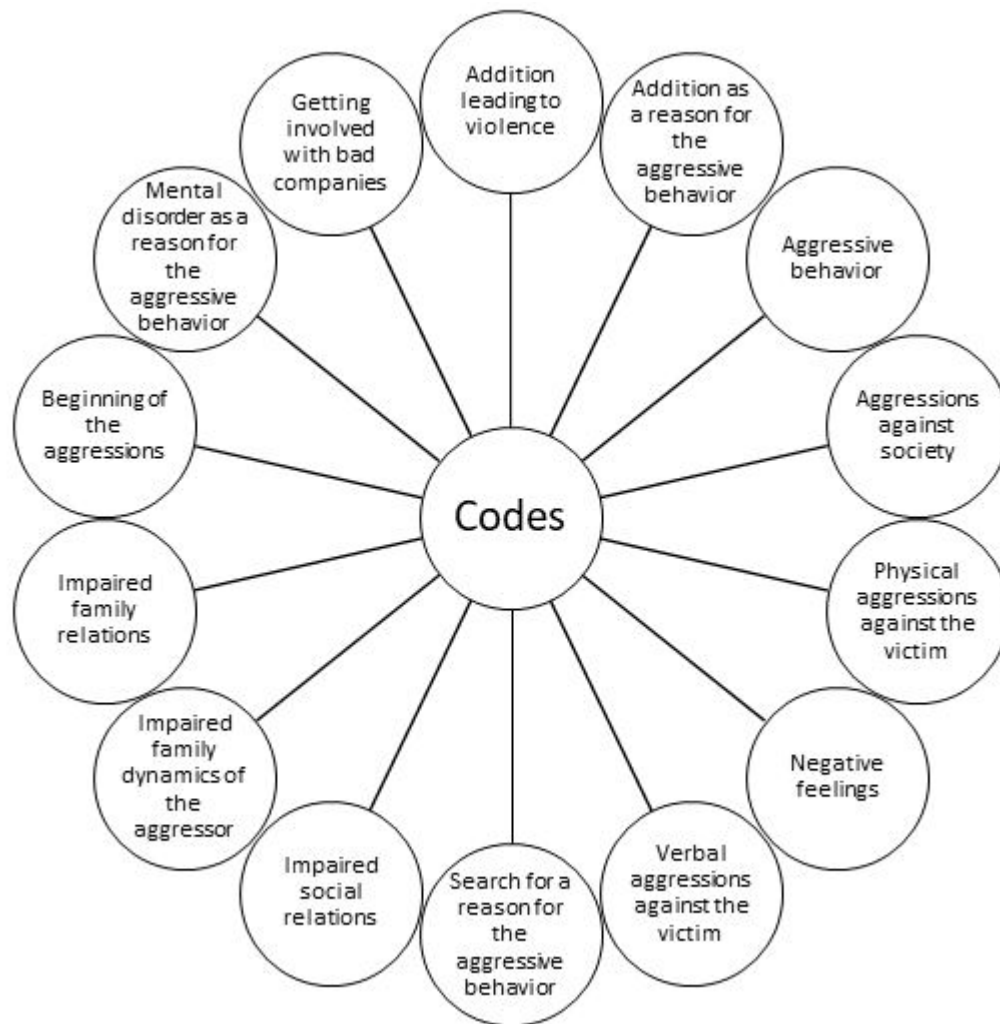 Addition
leading to
violence
Addition as
a reason for
the
aggressive
behavior
Aggressive
behavior
Aggressions
against
society
Physical
aggressions
against the
victim
Negative
feelings
Verbal
aggressions
against the
victim
Search for a
reason for
the
aggressive
behavior
Impaired
social
relations
Impaired
family
dynamics of
the
aggressor
Impaired
family
relations
Beginning of
the
aggressions
Mental
disorder as a
reason for
the
aggressive
behavior
Getting
involved
with bad
companies
Codes